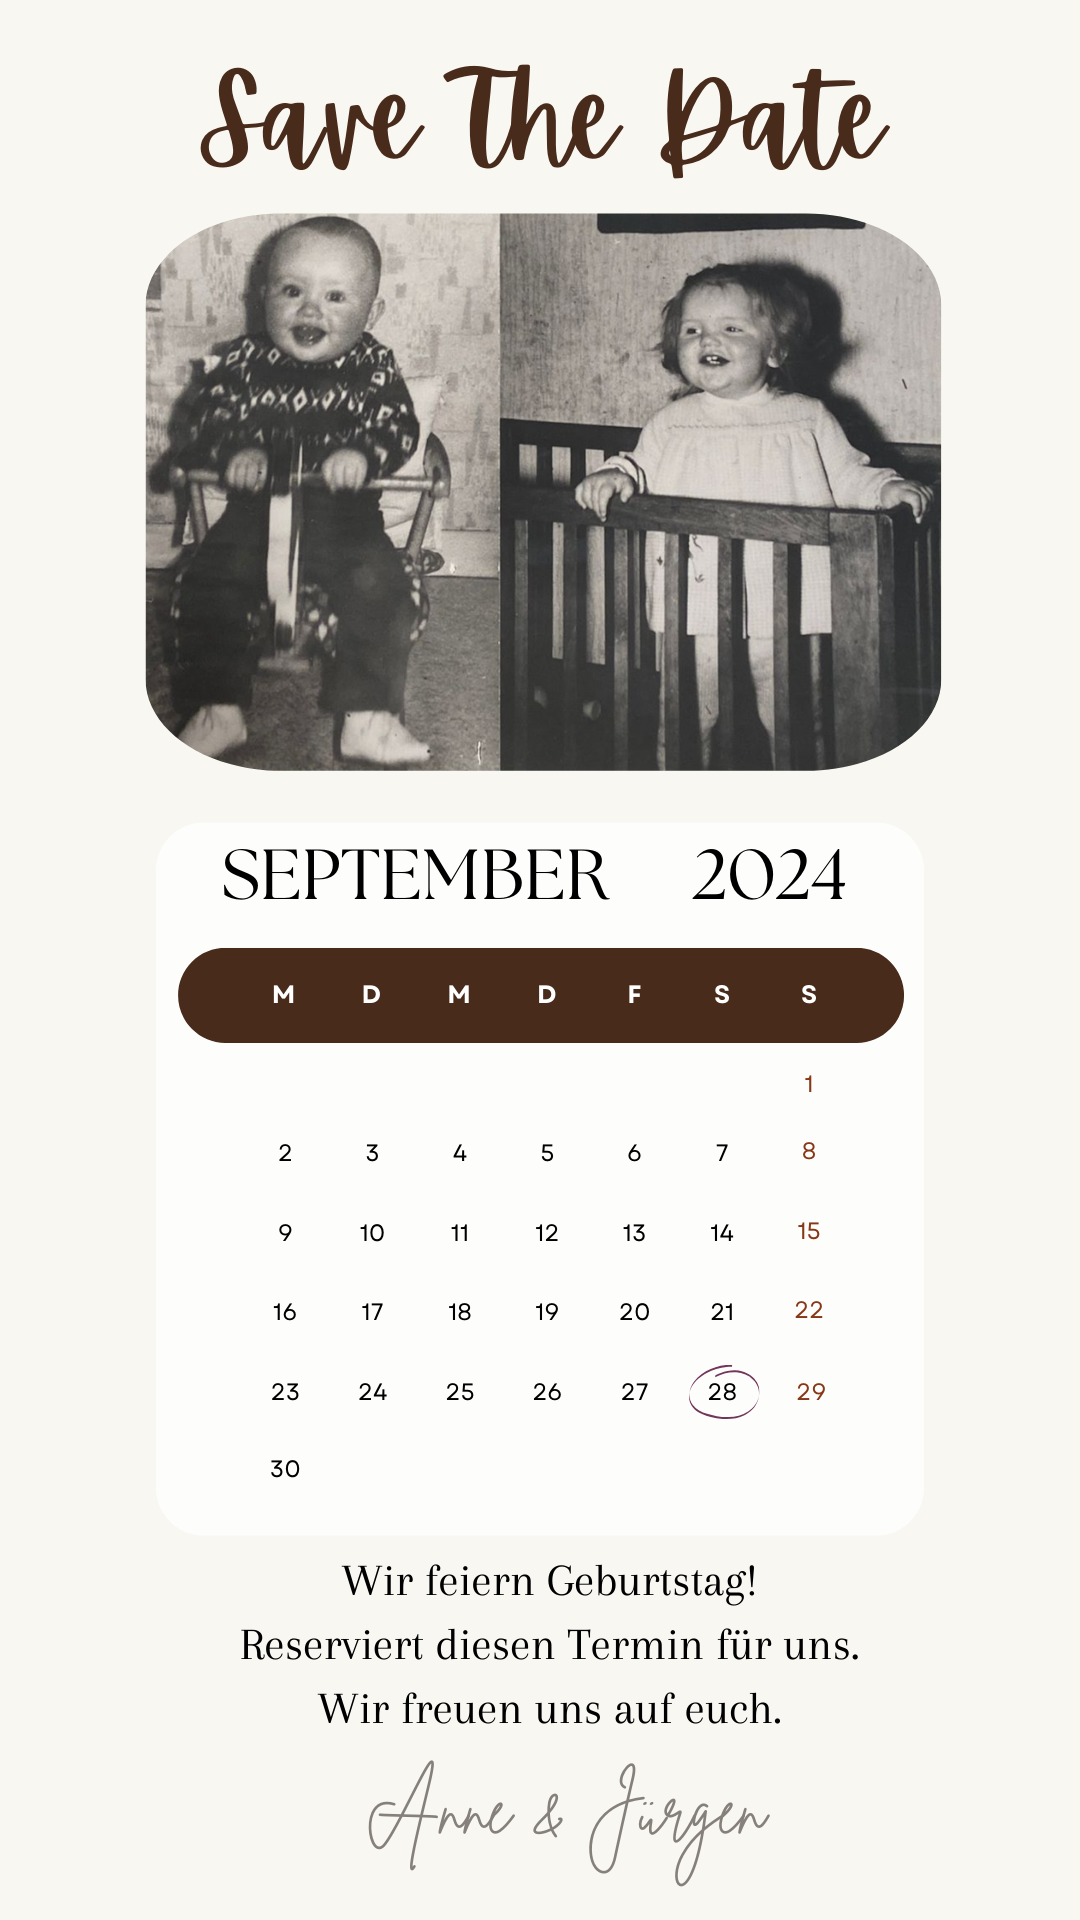 Save The Date
SEPTEMBER 2024
M D M D F S S
1
2 3 4 5 6 7 8
9 10 11 12 13 14 15
16 17 18 19 20 21 22
23 24 25 26 27 28 29
30
Wir feiern Geburtstag!
Reserviert diesen Termin für uns.
Wir freuen uns auf euch.
Anne & Jürgen